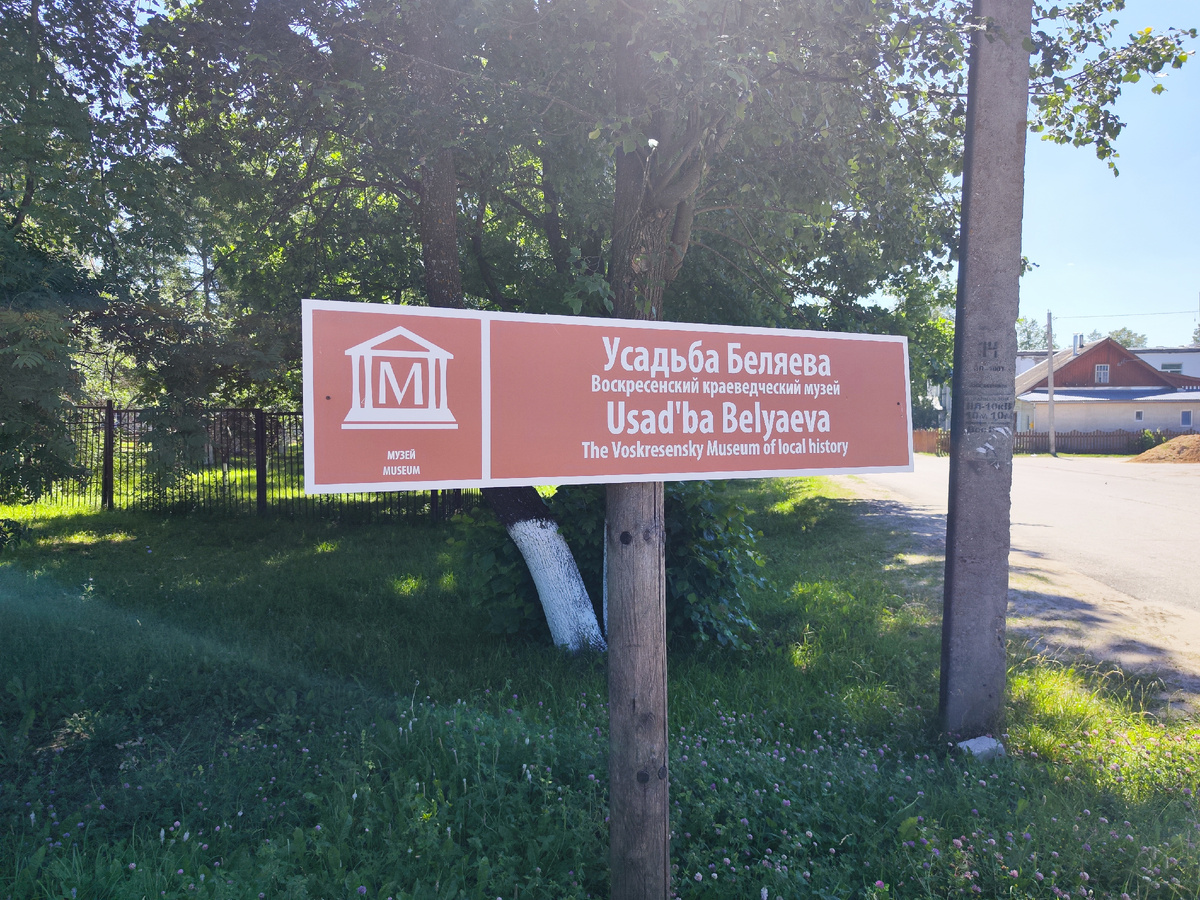 М
МУЗЕЙ
MUSEUM
Усадьба Беляева
Воскресенский краеведческий музей
Usad'ba Belyaeva
The Voskresensky Museum of local history